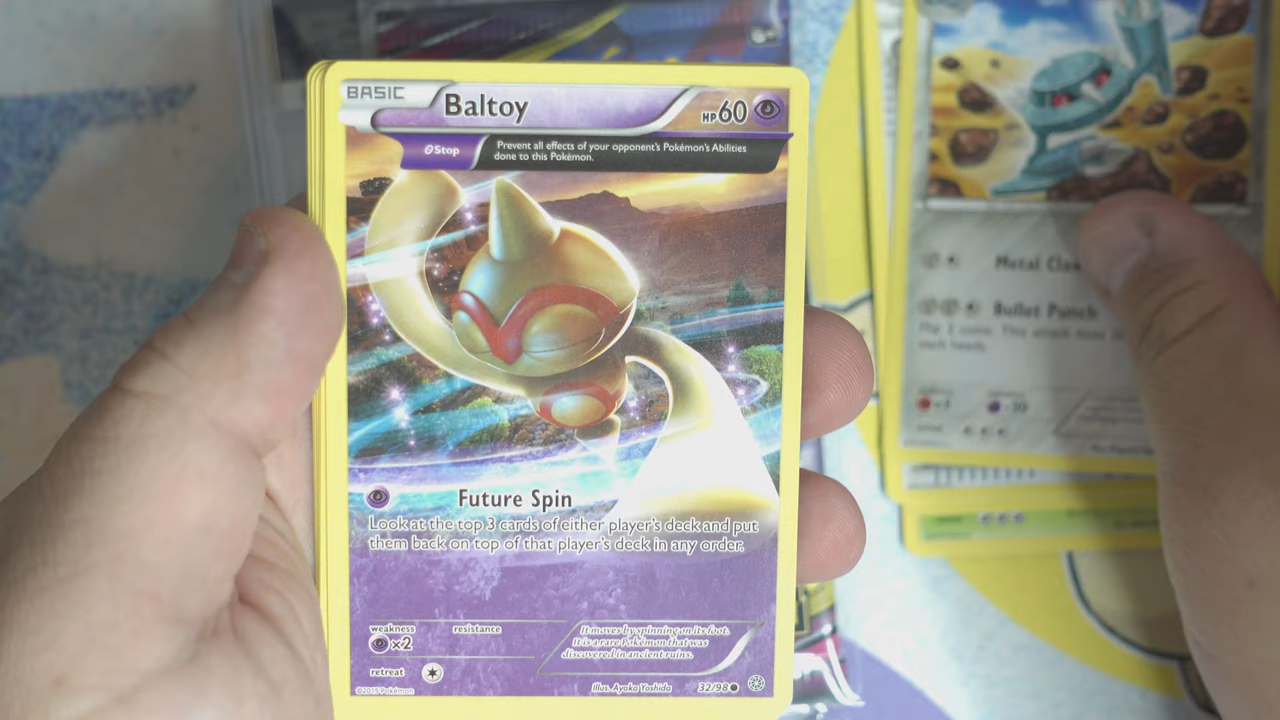 BASIC
Baltoy
HP60
θStop
Prevent all effects of your opponent's Pokémon's Abilities
done to this Pokémon.
Future Spin
Look at the top 3 cards of either player's deck and put
them back on top of that player's deck in any order.
weakness
resistance
×2
It moves by spinning on its foot.
It is a rare Pokémon that was
discovered in ancient ruins.
retreat
©2015 Pokémon
Illus. Ayaka Yoshida
32/98
Metal Claw
Bullet Punch